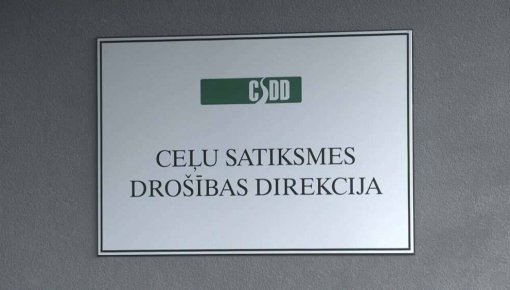 CSDD
CEĻU SATIKSMES
DROŠĪBAS DIREKCIJA